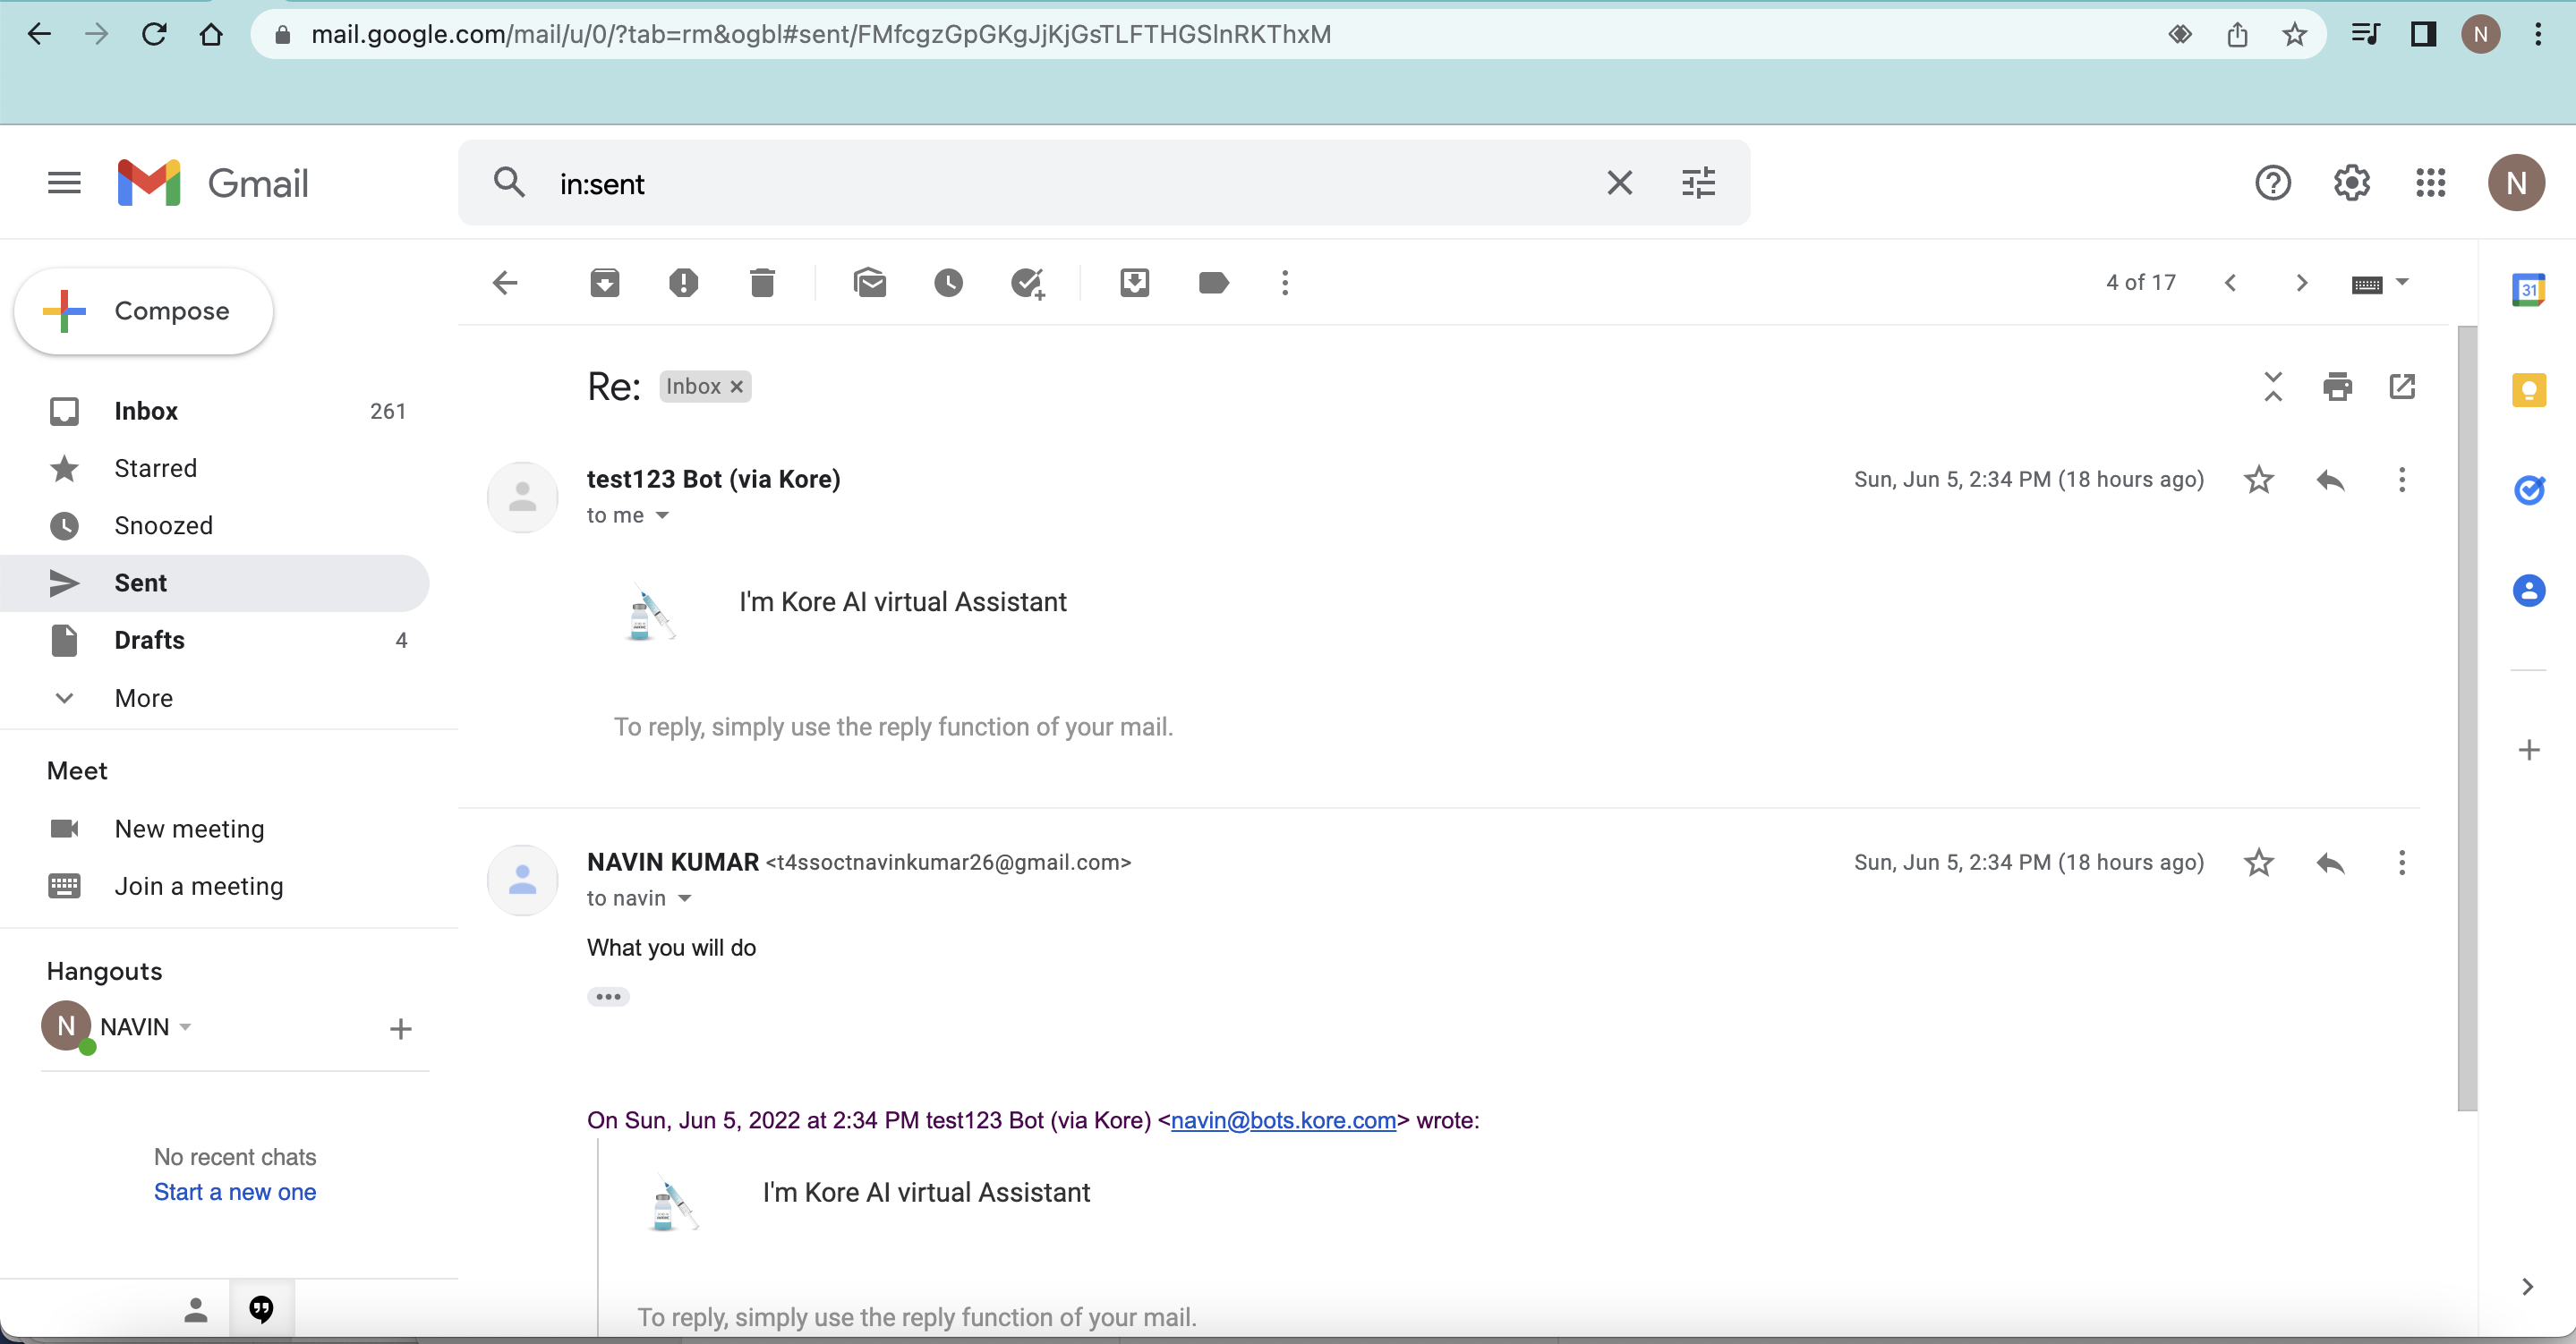 mail.google.com/mail/u/0/?tab=rm&ogbl#sent/FMfcgzGpGKgJjKjGsTLFTHGSlnRKThxM
N
Gmail
in:sent
N
Compose
4 of 17
31
Inbox 261
Starred
Snoozed
Sent
Drafts 4
More
Meet
New meeting
Join a meeting
Hangouts
N NAVIN
No recent chats
Start a new one
Re: Inbox
test123 Bot (via Kore) Sun, Jun 5, 2:34 PM (18 hours ago)
to me
I'm Kore AI virtual Assistant
To reply, simply use the reply function of your mail.
NAVIN KUMAR <t4ssoctnavinkumar26@gmail.com> Sun, Jun 5, 2:34 PM (18 hours ago)
to navin
What you will do
On Sun, Jun 5, 2022 at 2:34 PM test123 Bot (via Kore) <navin@bots.kore.com> wrote:
I'm Kore AI virtual Assistant
To reply, simply use the reply function of your mail.